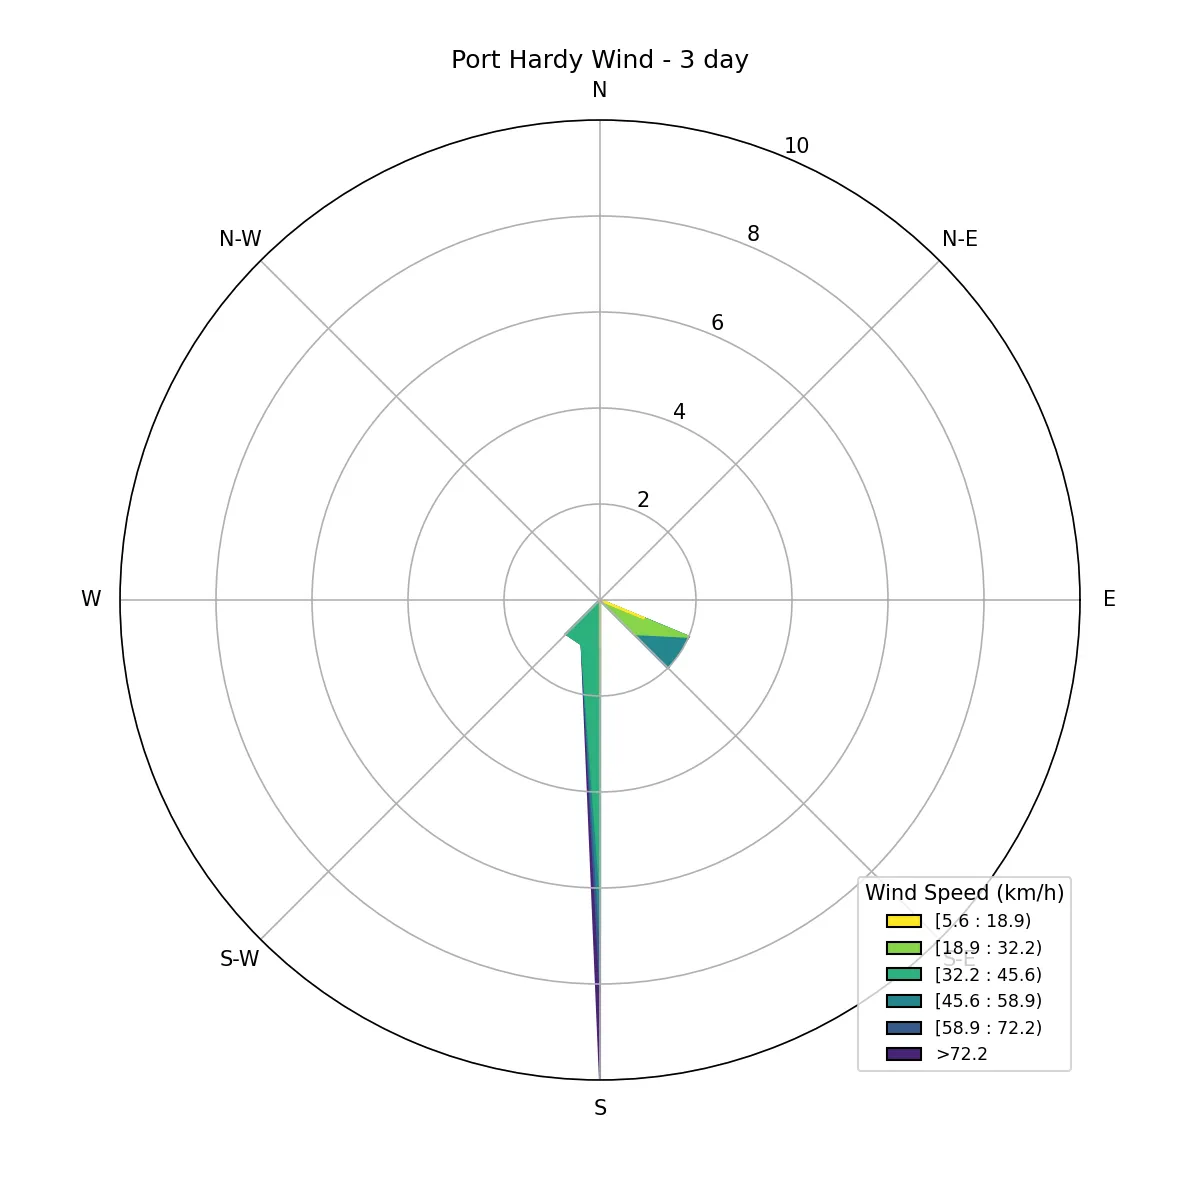 Port Hardy Wind - 3 day
N
10
N-W
8
N-E
6
4
2
W
E
Wind Speed (km/h)
[5.6 : 18.9)
[18.9 : 32.2)
S-W
S-E
[32.2 : 45.6)
[45.6 : 58.9)
[58.9 : 72.2)
>72.2
S